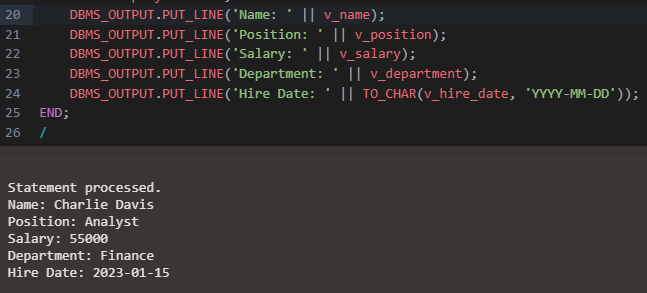 20 DBMS_OUTPUT.PUT_LINE('Name: ' || v_name);
21 DBMS_OUTPUT.PUT_LINE('Position: ' || v_position);
22 DBMS_OUTPUT.PUT_LINE('Salary: ' || v_salary);
23 DBMS_OUTPUT.PUT_LINE('Department: ' || v_department);
24 DBMS_OUTPUT.PUT_LINE('Hire Date: ' || TO_CHAR(v_hire_date, 'YYYY-MM-DD'));
25 END;
26 /
Statement processed.
Name: Charlie Davis
Position: Analyst
Salary: 55000
Department: Finance
Hire Date: 2023-01-15